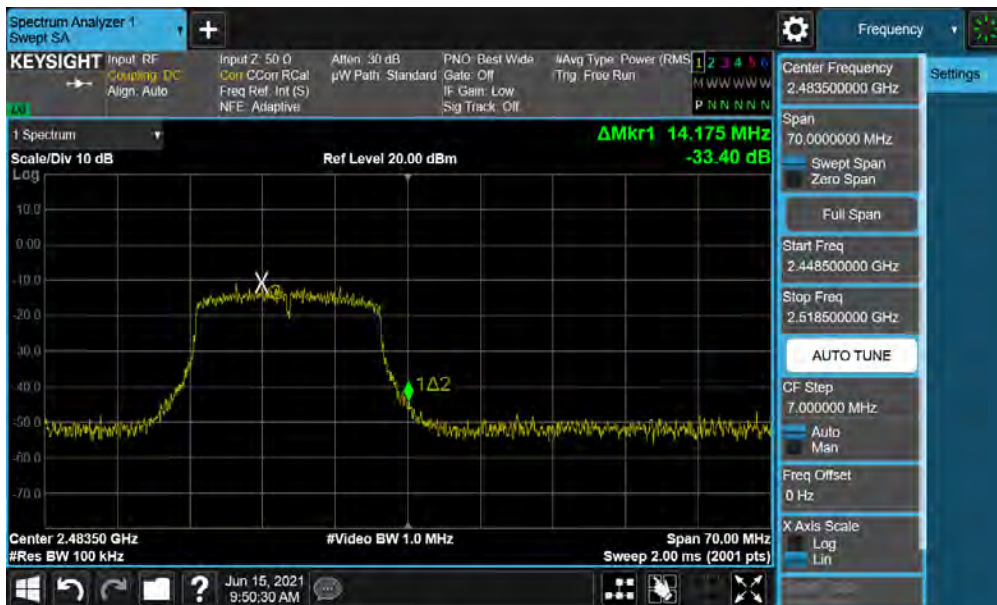 Spectrum Analyzer 1
Swept SA
+
Frequency
KEYSIGHT
Input: RF
Coupling: DC
Align: Auto
Input Z: 50 Ω
Corr CCorr RCal
Freq Ref: Int (S)
NFE: Adaptive
Atten: 30 dB
µW Path: Standard
PNO: Best Wide
Gate: Off
IF Gain: Low
Sig Track: Off
#Avg Type: Power (RMS
Trig: Free Run
1 2 3 4 5 6
M W W W W W
P N N N N N
Center Frequency
2.483500000 GHz
Settings
Span
70.0000000 MHz
Swept Span
Zero Span
Full Span
Start Freq
2.448500000 GHz
Stop Freq
2.518500000 GHz
AUTO TUNE
CF Step
7.000000 MHz
Auto
Man
Freq Offset
0 Hz
X Axis Scale
Log
Lin
1 Spectrum
Scale/Div 10 dB
Ref Level 20.00 dBm
ΔMkr1 14.175 MHz
-33.40 dB
Log
10.0
0.00
-10.0
-20.0
-30.0
-40.0
-50.0
-60.0
-70.0
X
1Δ2
Center 2.48350 GHz
#Res BW 100 kHz
#Video BW 1.0 MHz
Span 70.00 MHz
Sweep 2.00 ms (2001 pts)
?
Jun 15, 2021
9:50:30 AM